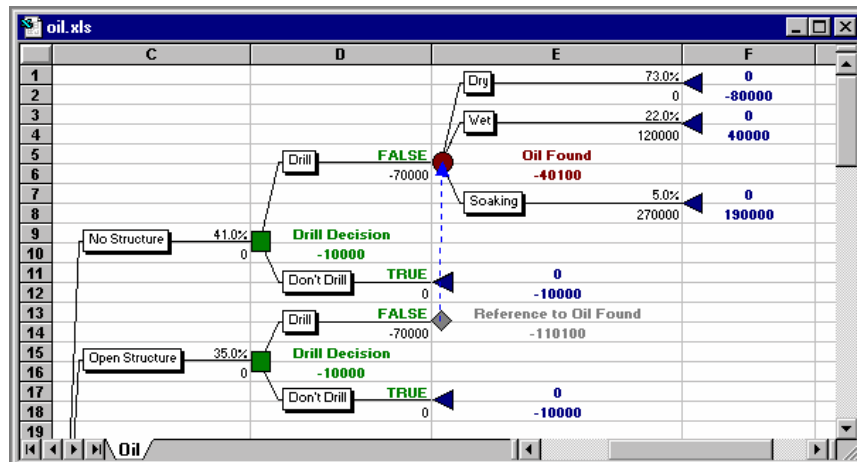 oil.xls
C D E F
1 Dry 73.0% 0
2 0 -80000
3 Wet 22.0% 0
4 120000 40000
5 Drill FALSE Oil Found
6 -70000 -40100
7 Soaking 5.0% 0
8 270000 190000
9 No Structure 41.0% Drill Decision
10 0 -10000
11 Don't Drill TRUE 0
12 0 -10000
13 Drill FALSE Reference to Oil Found
14 -70000 -110100
15 Open Structure 35.0% Drill Decision
16 0 -10000
17 Don't Drill TRUE 0
18 0 -10000
19
Oil